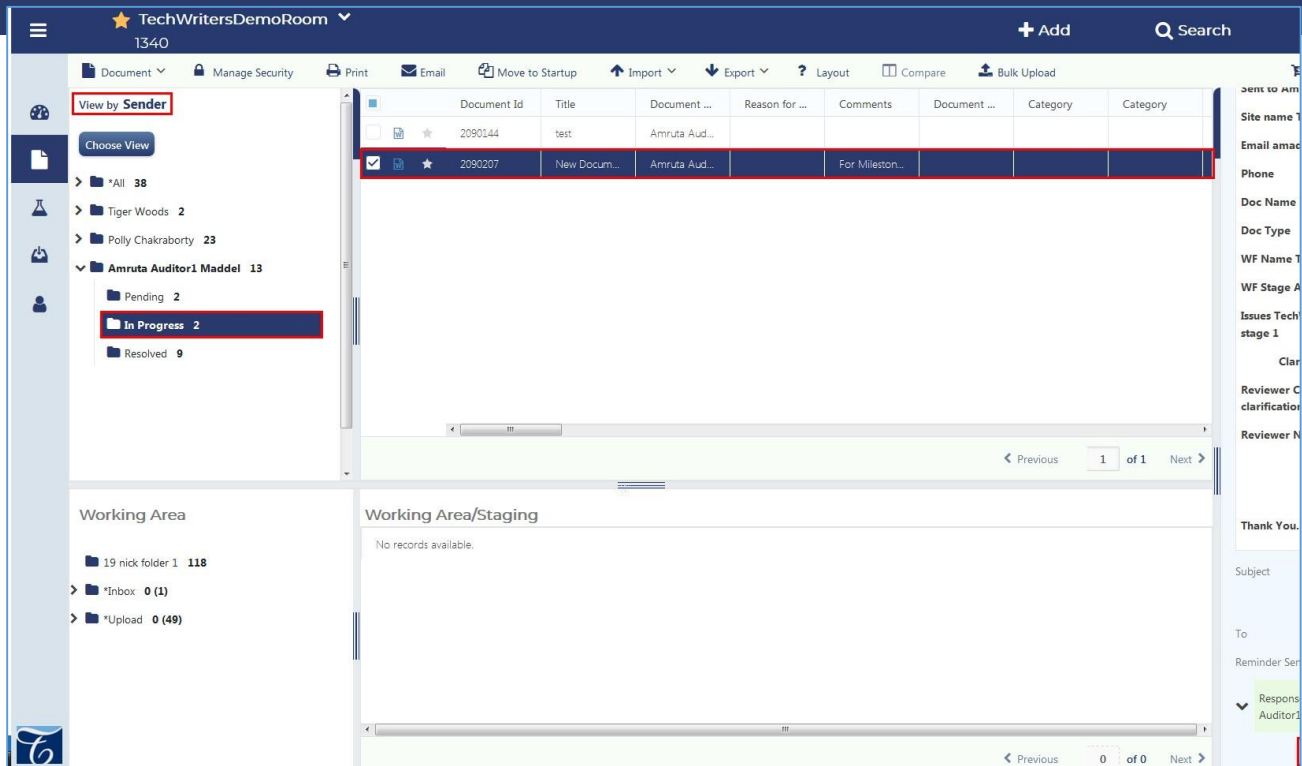 TechWritersDemoRoom
1340
Add
Search
Document
Manage Security
Print
Email
Move to Startup
Import
Export
? Layout
Compare
Bulk Upload
View by Sender
Choose View
*All 38
Tiger Woods 2
Polly Chakraborty 23
Amruta Auditor1 Maddel 13
Pending 2
In Progress 2
Resolved 9
Document Id Title Document ... Reason for ... Comments Document ... Category Category
2090144 test Amruta Aud...
2090207 New Docum... Amruta Aud... For Mileston...
Previous 1 of 1 Next
Working Area
19 nick folder 1 118
*Inbox 0 (1)
*Upload 0 (49)
Working Area/Staging
No records available.
Previous 0 of 0 Next
Sent to Am
Site name T
Email amad
Phone
Doc Name
Doc Type
WF Name T
WF Stage A
Issues Tech
stage 1
Clar
Reviewer C
clarification
Reviewer N
Thank You.
Subject
To
Reminder Sen
Respons
Auditor1